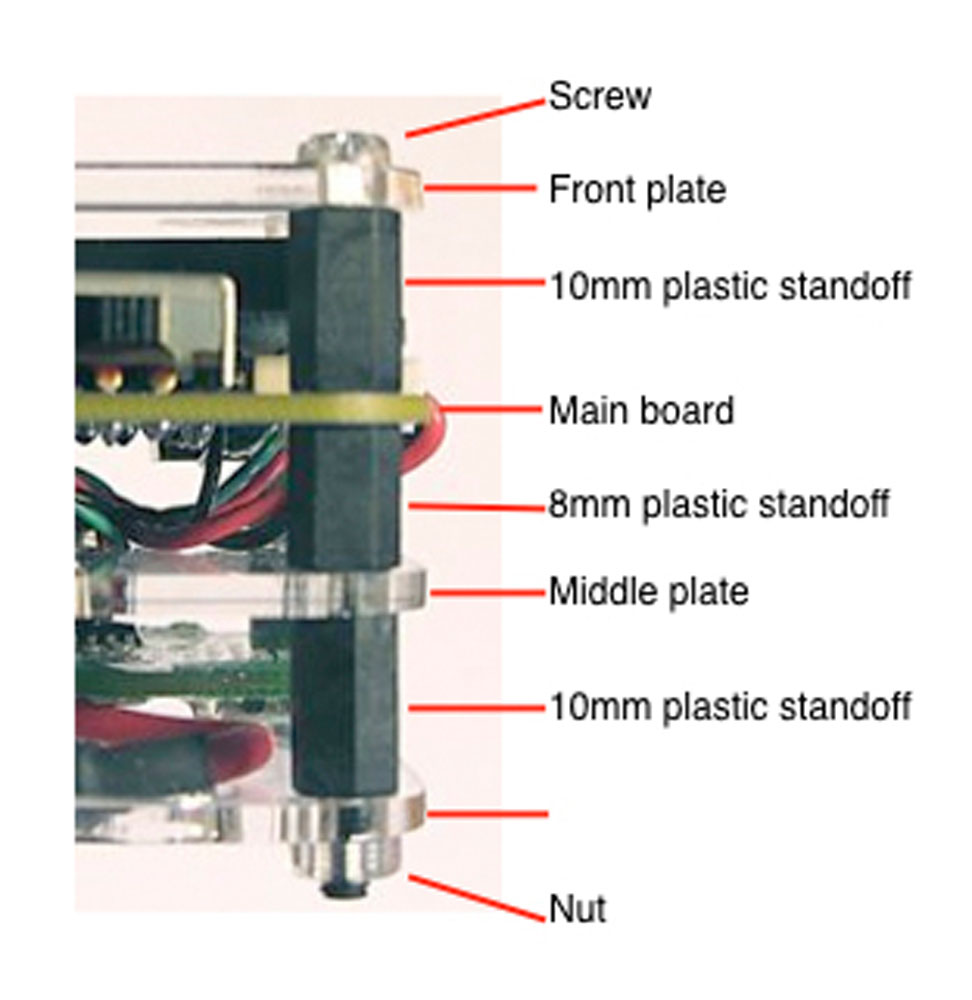 Screw
Front plate
10mm plastic standoff
Main board
8mm plastic standoff
Middle plate
10mm plastic standoff
Nut